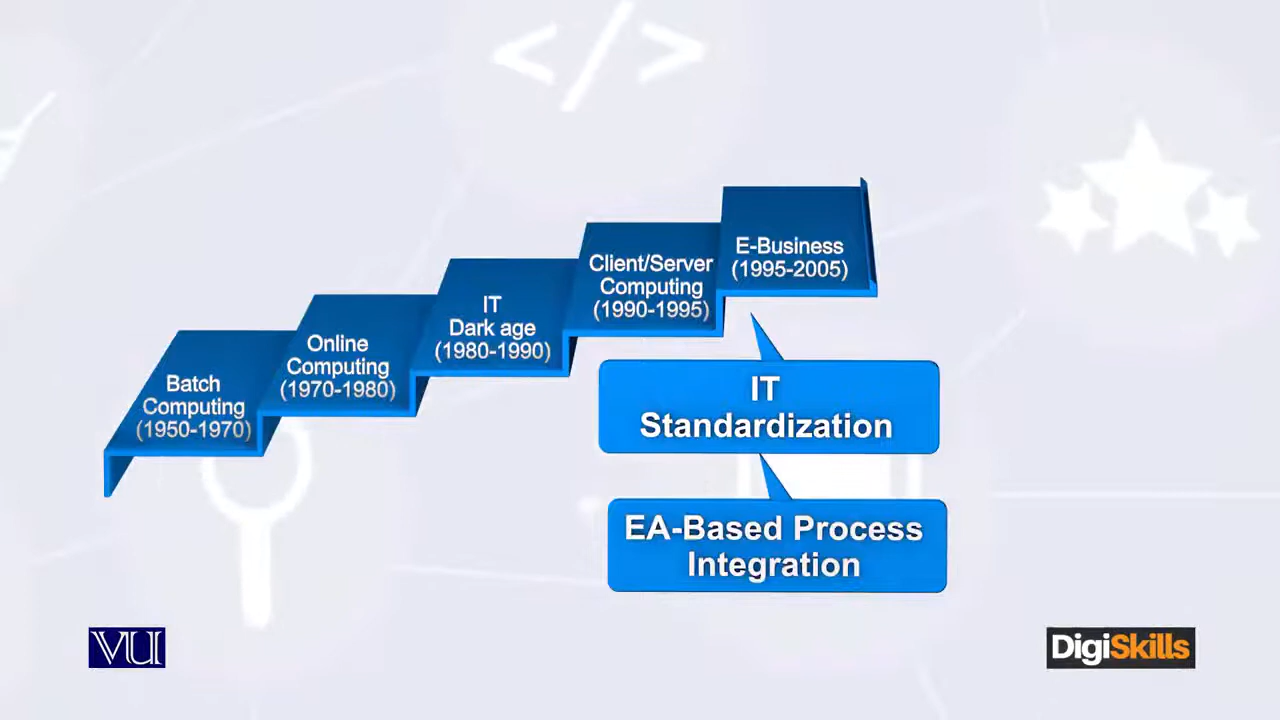 </>
E-Business
(1995-2005)
Client/Server
Computing
(1990-1995)
IT
Dark age
(1980-1990)
Online
Computing
(1970-1980)
Batch
Computing
(1950-1970)
IT
Standardization
EA-Based Process
Integration
VU
DigiSkills